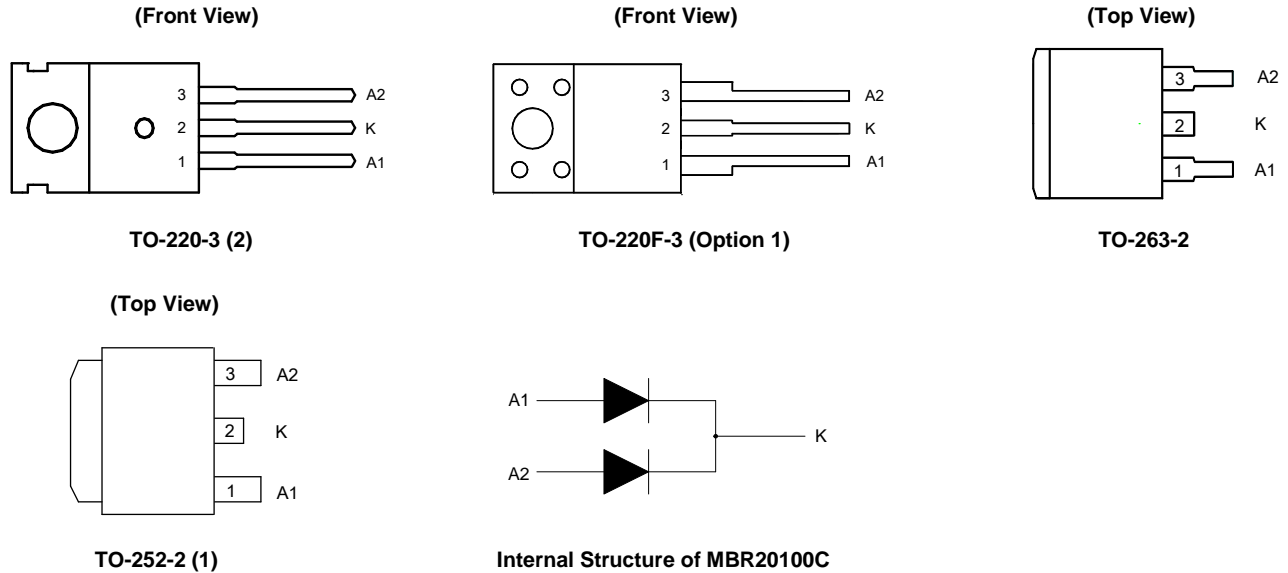 (Front View)
3
A2
2
K
1
A1
TO-220-3 (2)
(Front View)
3
A2
2
K
1
A1
TO-220F-3 (Option 1)
(Top View)
3
A2
2
K
1
A1
TO-263-2
(Top View)
3
A2
2
K
1
A1
TO-252-2 (1)
A1
K
A2
Internal Structure of MBR20100C